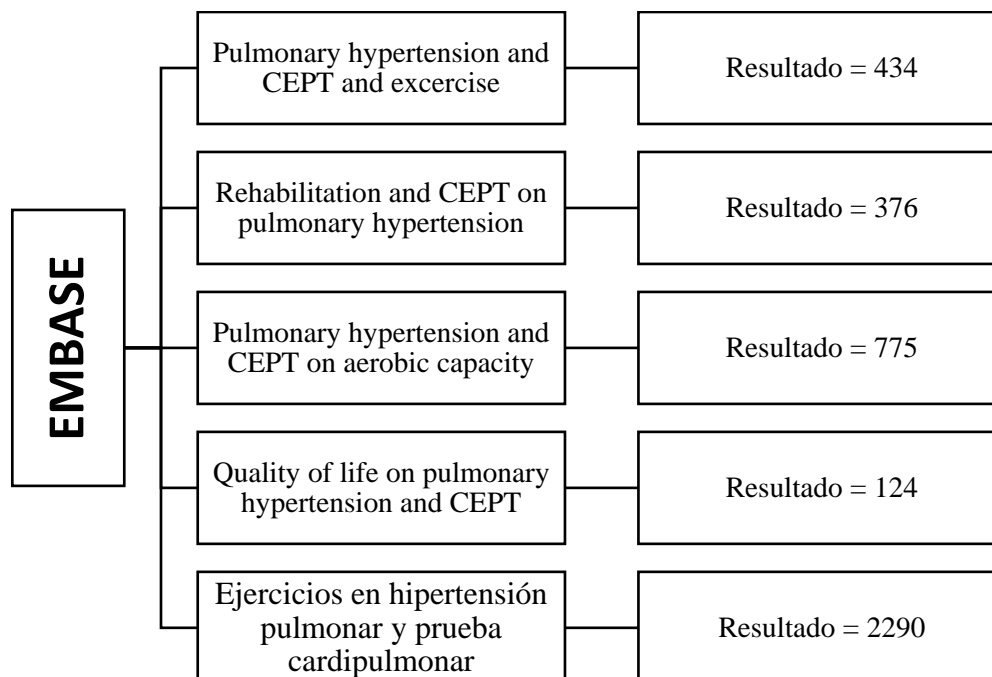 EMBASE
Pulmonary hypertension and
CEPT and excercise
Resultado = 434
Rehabilitation and CEPT on
pulmonary hypertension
Resultado = 376
Pulmonary hypertension and
CEPT on aerobic capacity
Resultado = 775
Quality of life on pulmonary
hypertension and CEPT
Resultado = 124
Ejercicios en hipertensión
pulmonar y prueba
cardipulmonar
Resultado = 2290